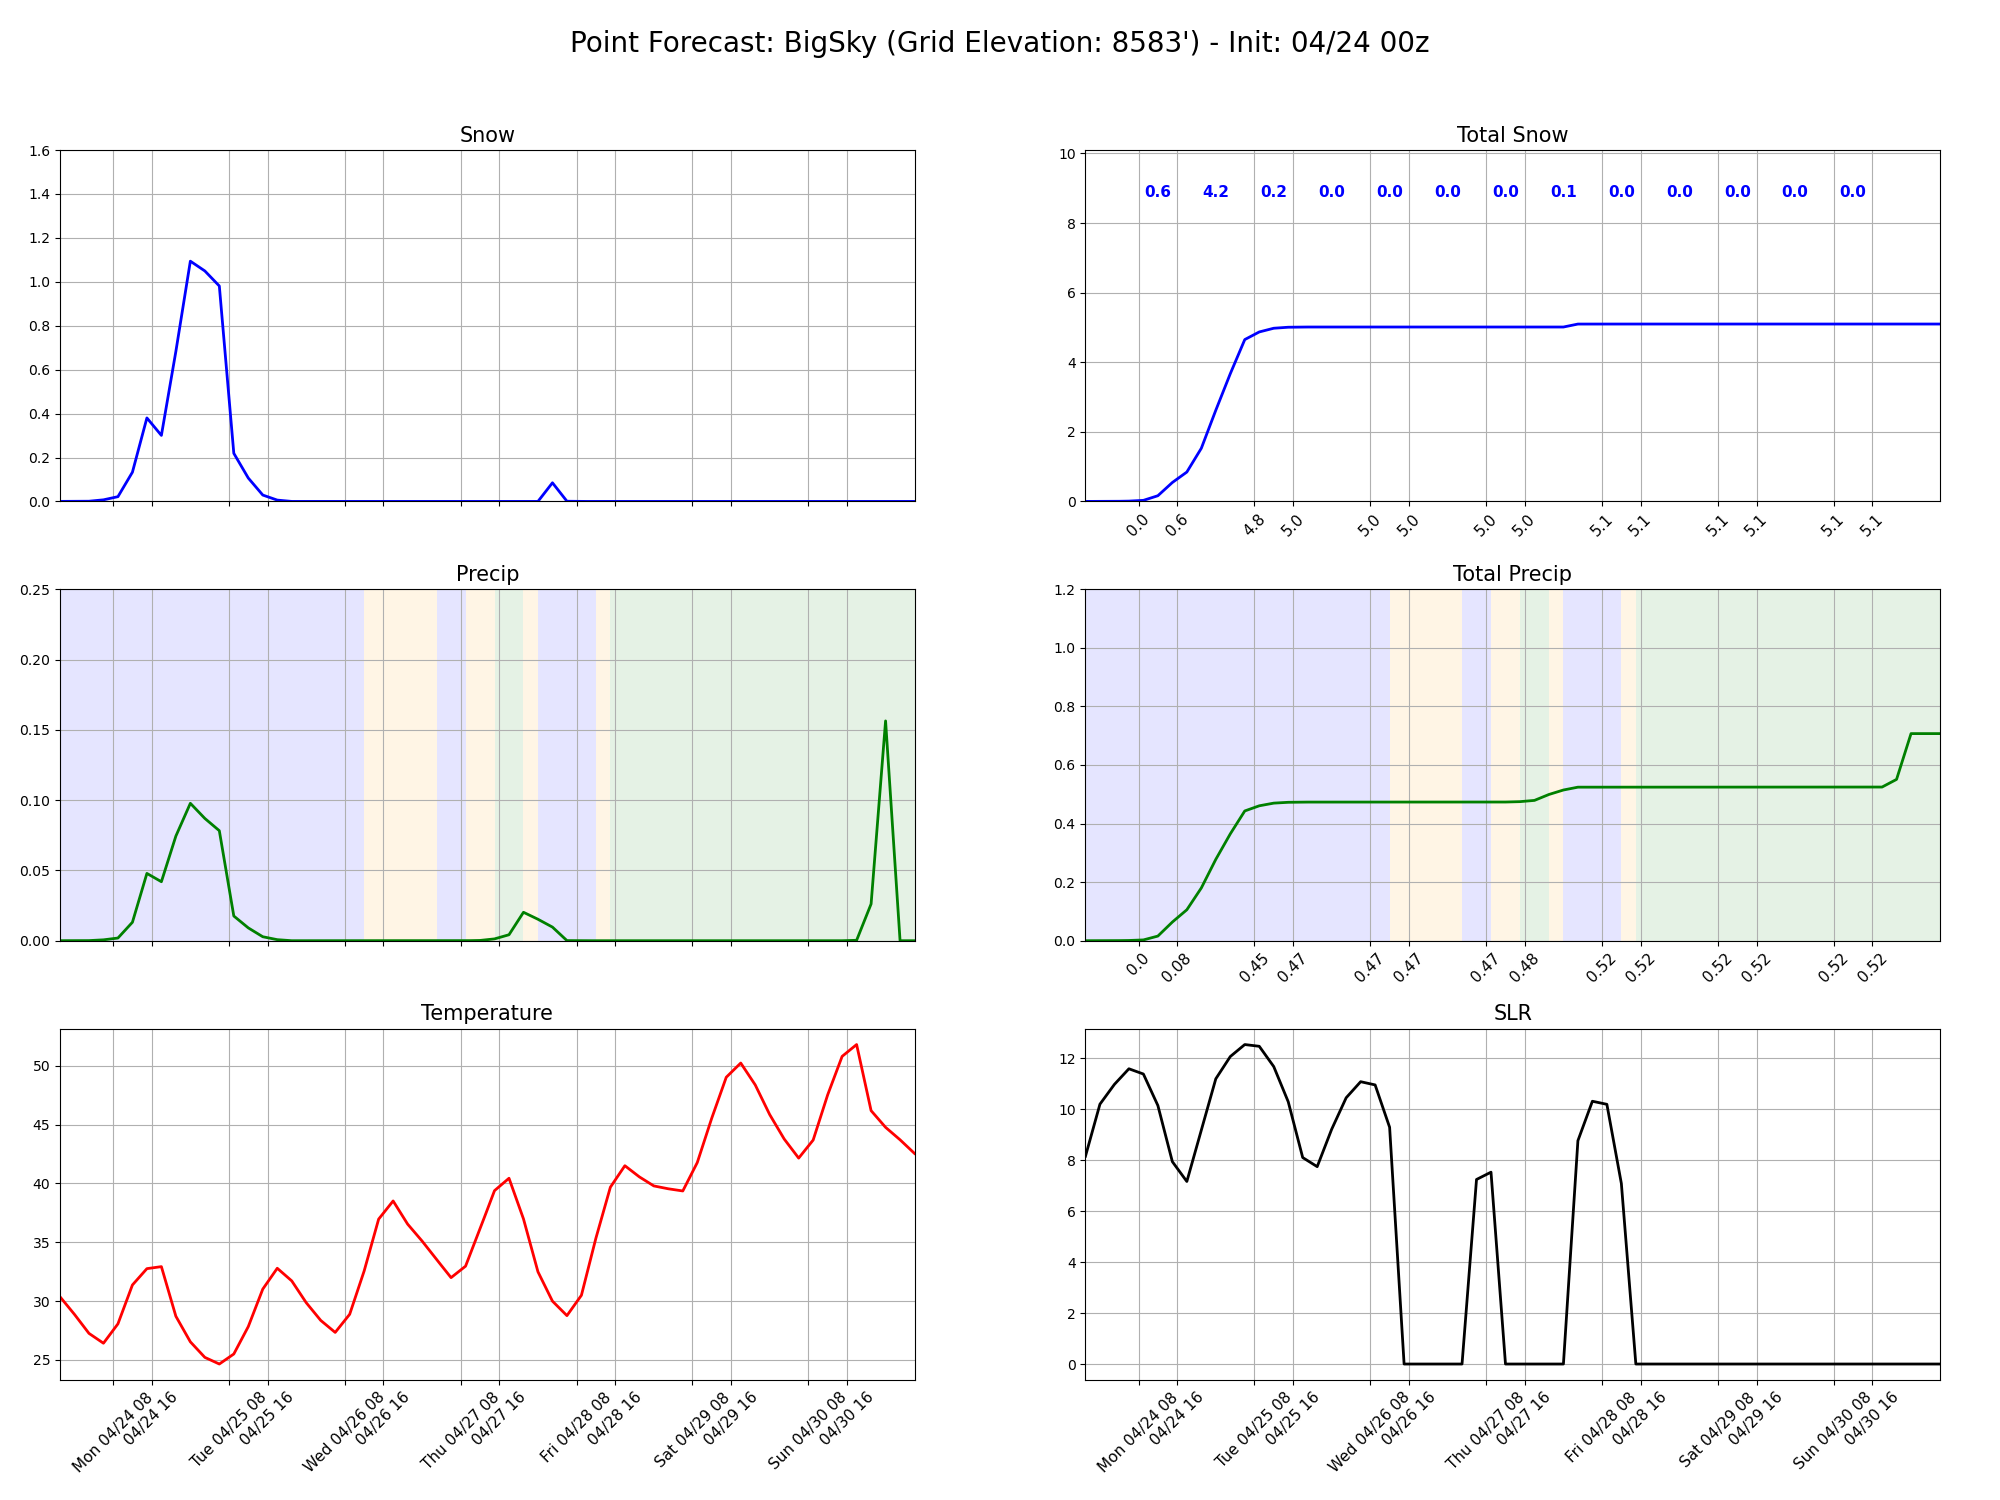 Point Forecast: BigSky (Grid Elevation: 8583') - Init: 04/24 00z
Snow
1.6
1.4
1.2
1.0
0.8
0.6
0.4
0.2
0.0
Total Snow
10
8
6
4
2
0
0.6 4.2 0.2 0.0 0.0 0.0 0.0 0.1 0.0 0.0 0.0 0.0 0.0
0.0 0.6 4.8 5.0 5.0 5.0 5.0 5.0 5.1 5.1 5.1 5.1 5.1 5.1
Precip
0.25
0.20
0.15
0.10
0.05
0.00
Total Precip
1.2
1.0
0.8
0.6
0.4
0.2
0.0
0.0 0.08 0.45 0.47 0.47 0.47 0.47 0.48 0.52 0.52 0.52 0.52 0.52 0.52
Temperature
50
45
40
35
30
25
Mon 04/24 08
04/24 16
Tue 04/25 08
04/25 16
Wed 04/26 08
04/26 16
Thu 04/27 08
04/27 16
Fri 04/28 08
04/28 16
Sat 04/29 08
04/29 16
Sun 04/30 08
04/30 16
SLR
12
10
8
6
4
2
0
Mon 04/24 08
04/24 16
Tue 04/25 08
04/25 16
Wed 04/26 08
04/26 16
Thu 04/27 08
04/27 16
Fri 04/28 08
04/28 16
Sat 04/29 08
04/29 16
Sun 04/30 08
04/30 16